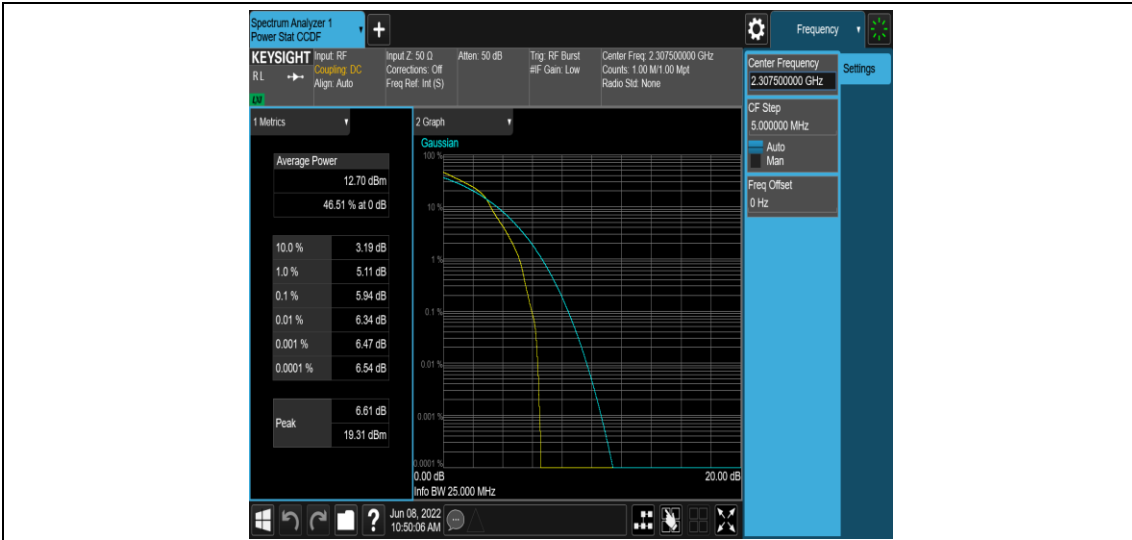 Spectrum Analyzer 1
Power Stat CCDF
+
Frequency
KEYSIGHT
Input: RF
Coupling: DC
Align: Auto
Input Z: 50 Ω
Corrections: Off
Freq Ref: Int (S)
Atten: 50 dB
Trig: RF Burst
#IF Gain: Low
Center Freq: 2.307500000 GHz
Counts: 1.00 M/1.00 Mpt
Radio Std: None
R L
LXI
Center Frequency
2.307500000 GHz
Settings
CF Step
5.000000 MHz
Auto
Man
Freq Offset
0 Hz
1 Metrics
Average Power
12.70 dBm
46.51 % at 0 dB
10.0 % 3.19 dB
1.0 % 5.11 dB
0.1 % 5.94 dB
0.01 % 6.34 dB
0.001 % 6.47 dB
0.0001 % 6.54 dB
Peak
6.61 dB
19.31 dBm
2 Graph
Gaussian
100 %
10 %
1 %
0.1 %
0.01 %
0.001 %
0.0001 %
0.00 dB
20.00 dB
Info BW 25.000 MHz
?
Jun 08, 2022
10:50:06 AM